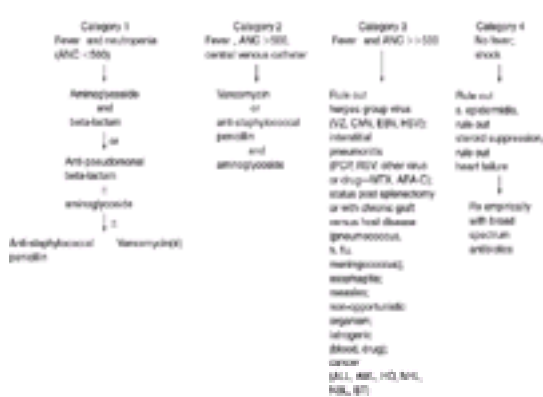 Category 1
Fever and neutropenia
(ANC <500)
Aminoglycoside
and
beta-lactam
or
Anti-pseudomonal
beta-lactam
aminoglycoside
±
Anti-staphylococcal
penicillin
Vancomycin(s)
Category 2
Fever, ANC >500,
central venous catheter
Vancomycin
or
anti-staphylococcal
penicillin
and
aminoglycoside
Category 3
Fever and ANC >>500
Rule out
herpes group virus
(VZ, CMV, EBV, HSV);
interstitial
pneumonitis
(PCP, RSV, other virus
or drug—MTX, ARA-C);
status post splenectomy
or with chronic graft
versus host disease
(pneumococcus,
h. flu,
meningococcus);
esophagitis;
measles;
non-opportunistic
organism;
iatrogenic
(blood, drug);
cancer
(ALL, AML, HD, NHL,
Category 4
No fever;
shock
Rule out
s. epidermidis,
rule out
steroid suppression,
rule out
heart failure
Rx empirically
with broad
spectrum
antibiotics